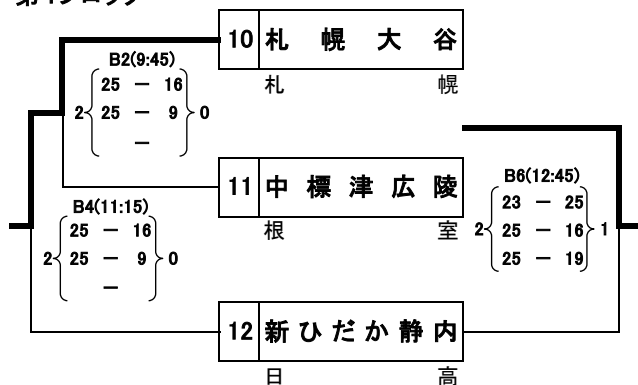 10 札幌大谷
札幌
B2(9:45)
25 － 16
2 25 － 9 0
－
11 中標津広陵
根室
B4(11:15)
25 － 16
2 25 － 9 0
－
B6(12:45)
23 － 25
2 25 － 16 1
25 － 19
12 新ひだか静内
日高